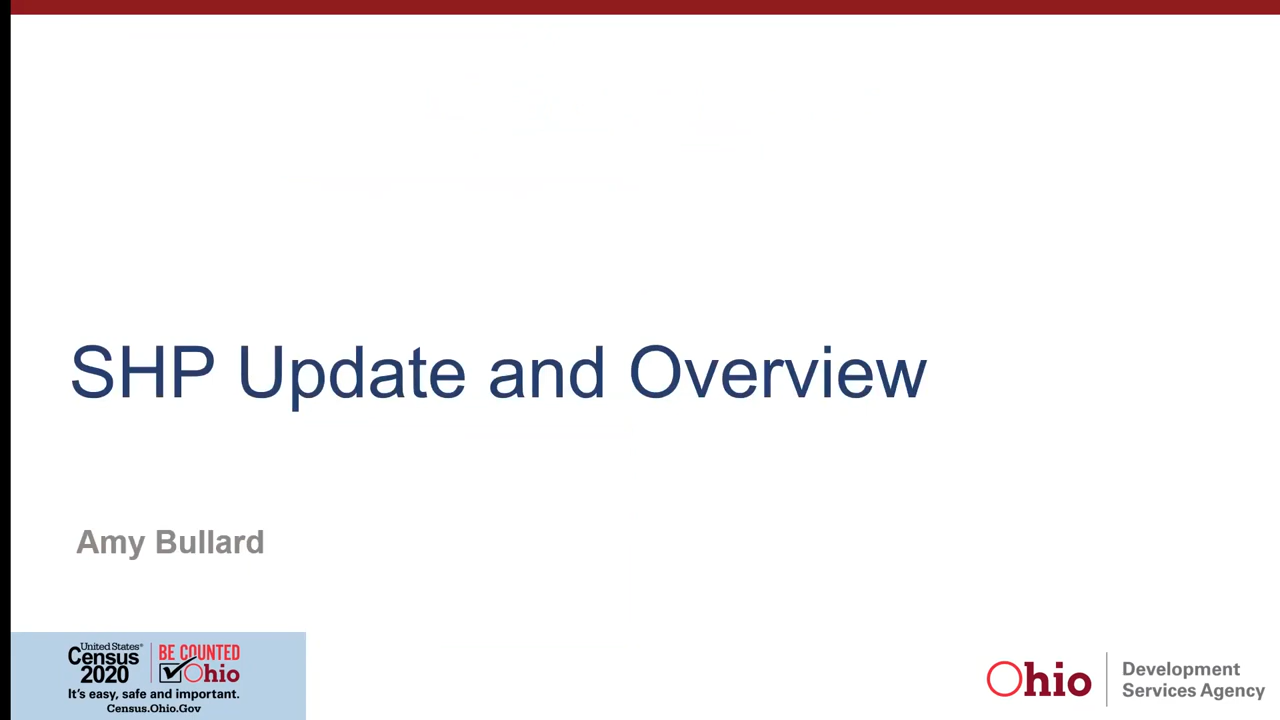 SHP Update and Overview
Amy Bullard
United States®
Census
2020
BE COUNTED
Ohio
It's easy, safe and important.
Census.Ohio.Gov
Ohio
Development
Services Agency